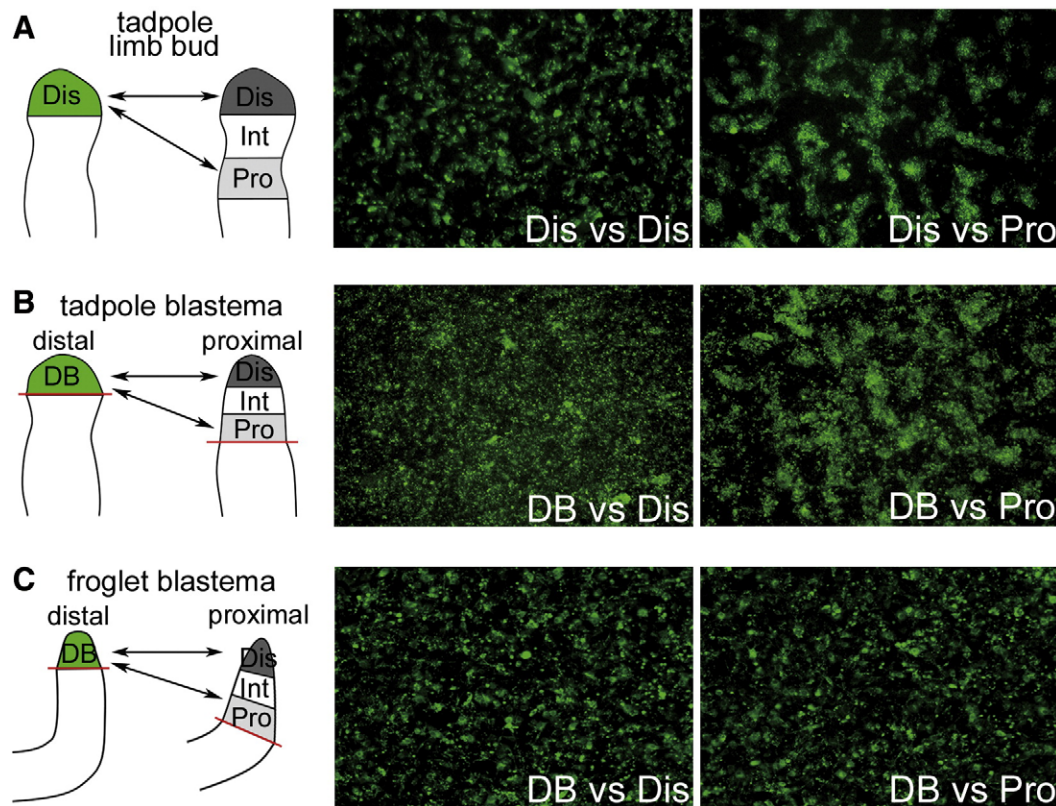 A
tadpole
limb bud
Dis
Dis
Int
Pro
Dis vs Dis
Dis vs Pro
B
tadpole blastema
distal
proximal
DB
Dis
Int
Pro
DB vs Dis
DB vs Pro
C
froglet blastema
distal
proximal
DB
Dis
Int
Pro
DB vs Dis
DB vs Pro